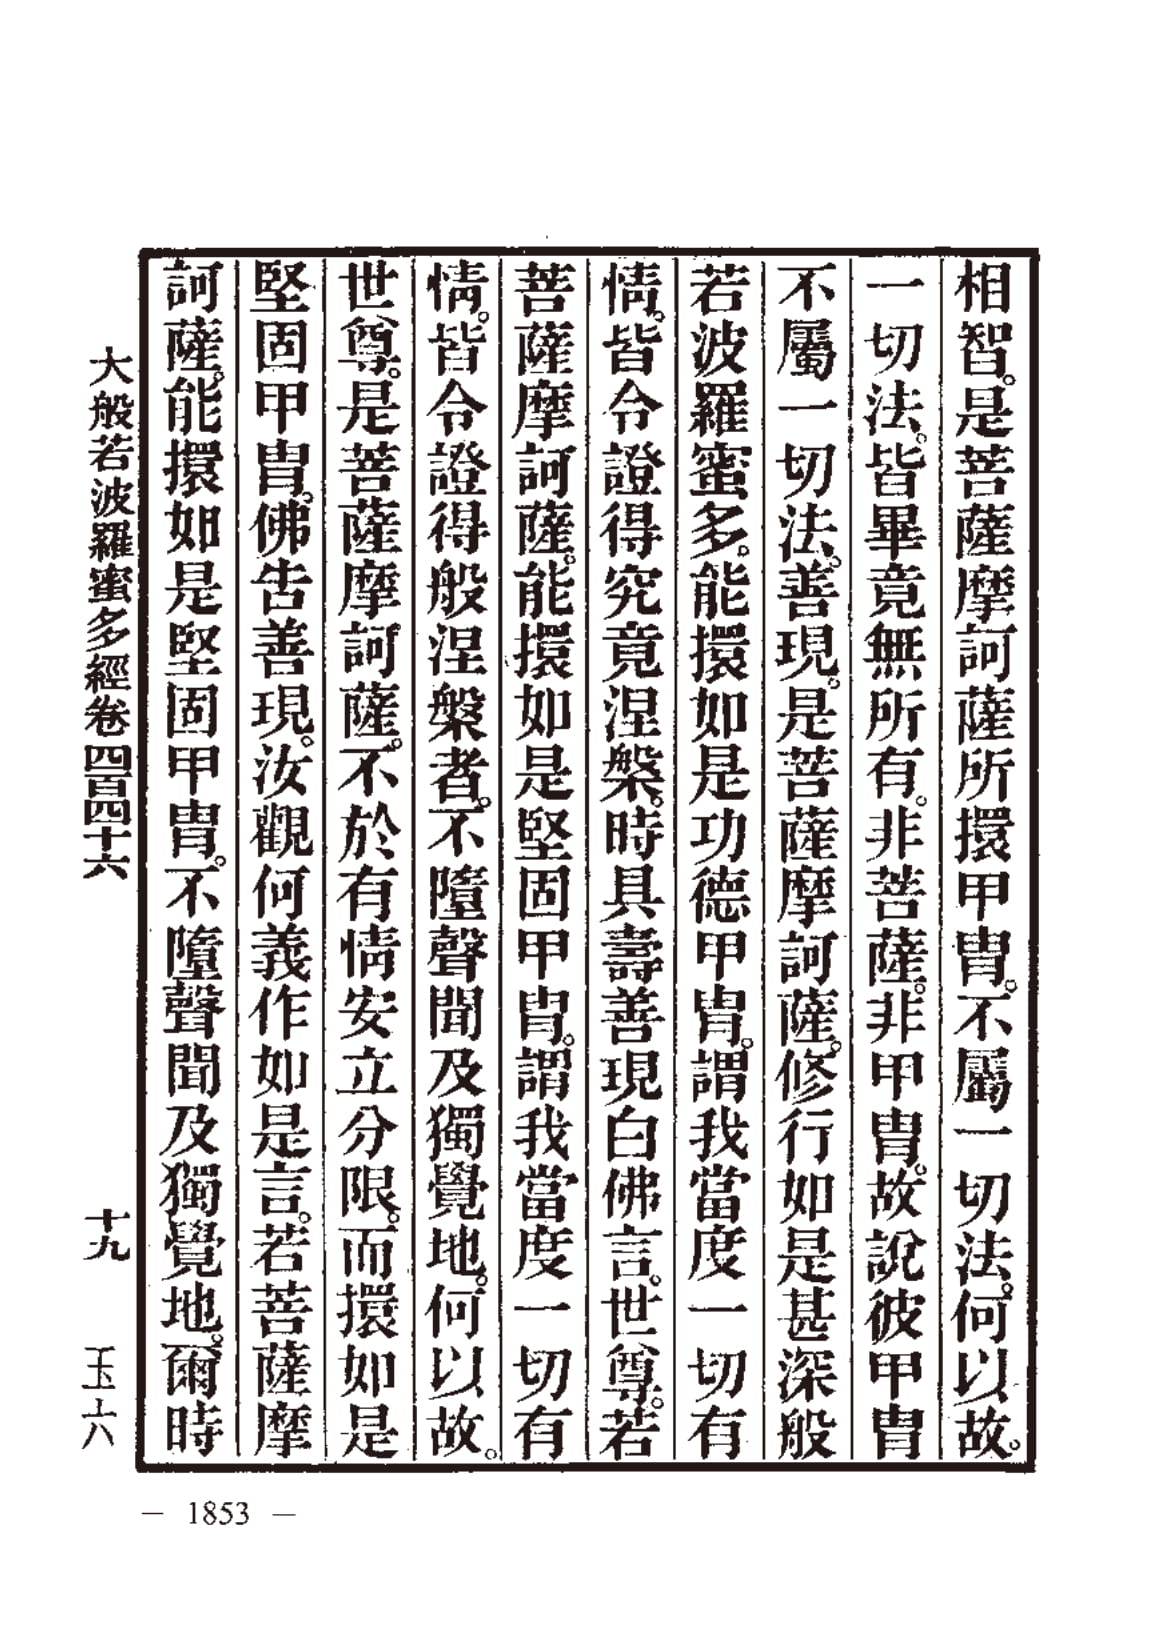 相智。是菩薩摩訶薩所擐甲冑。不屬一切法。何以故。
一切法。皆畢竟無所有。非菩薩。非甲冑。故說彼甲冑
不屬一切法。善現。是菩薩摩訶薩。修行如是甚深般
若波羅蜜多。能擐如是功德甲冑。謂我當度一切有
情。皆令證得究竟涅槃。時具壽善現白佛言。世尊。若
菩薩摩訶薩。能擐如是堅固甲冑。謂我當度一切有
情。皆令證得般涅槃者。不墮聲聞及獨覺地。何以故。
世尊。是菩薩摩訶薩。不於有情安立分限。而擐如是
堅固甲冑。佛告善現。汝觀何義作如是言。若菩薩摩
訶薩。能擐如是堅固甲冑。不墮聲聞及獨覺地。爾時
大般若波羅蜜多經卷四百四十六 十九 玉六
— 1853 —